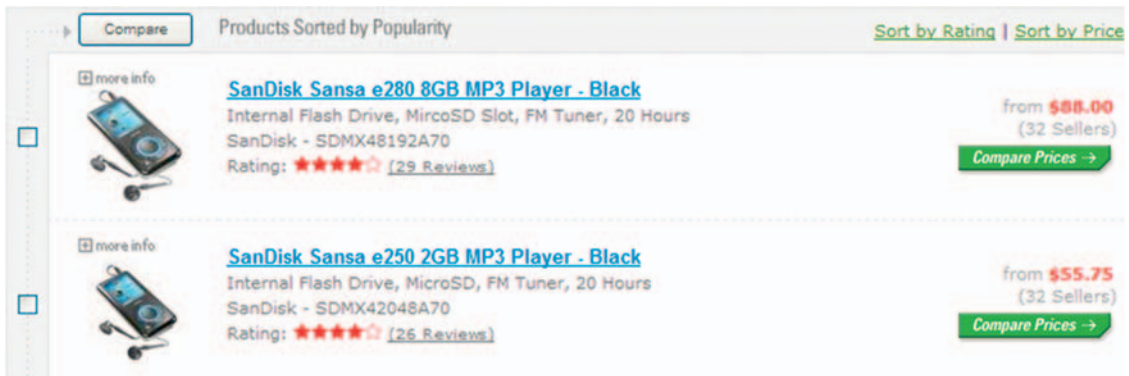 Compare
Products Sorted by Popularity
Sort by Rating | Sort by Price
more info
SanDisk Sansa e280 8GB MP3 Player - Black
Internal Flash Drive, MircoSD Slot, FM Tuner, 20 Hours
SanDisk - SDMX48192A70
Rating: ★★★★☆ (29 Reviews)
from $88.00
(32 Sellers)
Compare Prices →
more info
SanDisk Sansa e250 2GB MP3 Player - Black
Internal Flash Drive, MicroSD, FM Tuner, 20 Hours
SanDisk - SDMX42048A70
Rating: ★★★★☆ (26 Reviews)
from $55.75
(32 Sellers)
Compare Prices →